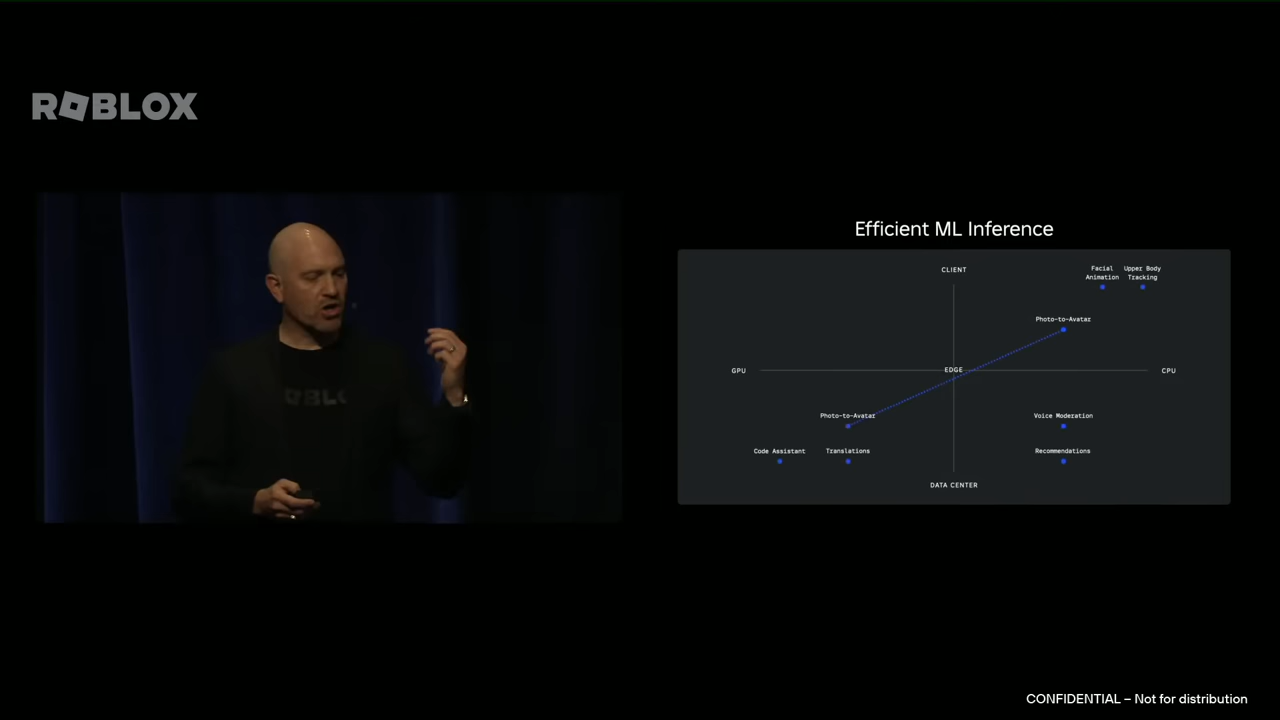 ROBLOX
Efficient ML Inference
CLIENT
Facial
Animation
Upper Body
Tracking
Photo-to-Avatar
GPU
EDGE
CPU
Photo-to-Avatar
Voice Moderation
Code Assistant
Translations
Recommendations
DATA CENTER
CONFIDENTIAL – Not for distribution